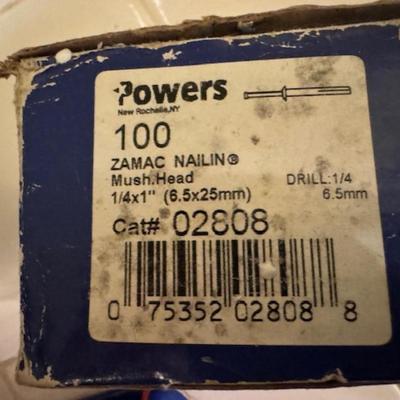 Powers
New Rochelle, NY
100
ZAMAC NAILIN®
Mush.Head DRILL:1/4
1/4x1" (6.5x25mm) 6.5mm
Cat# 02808
0 75352 02808 8